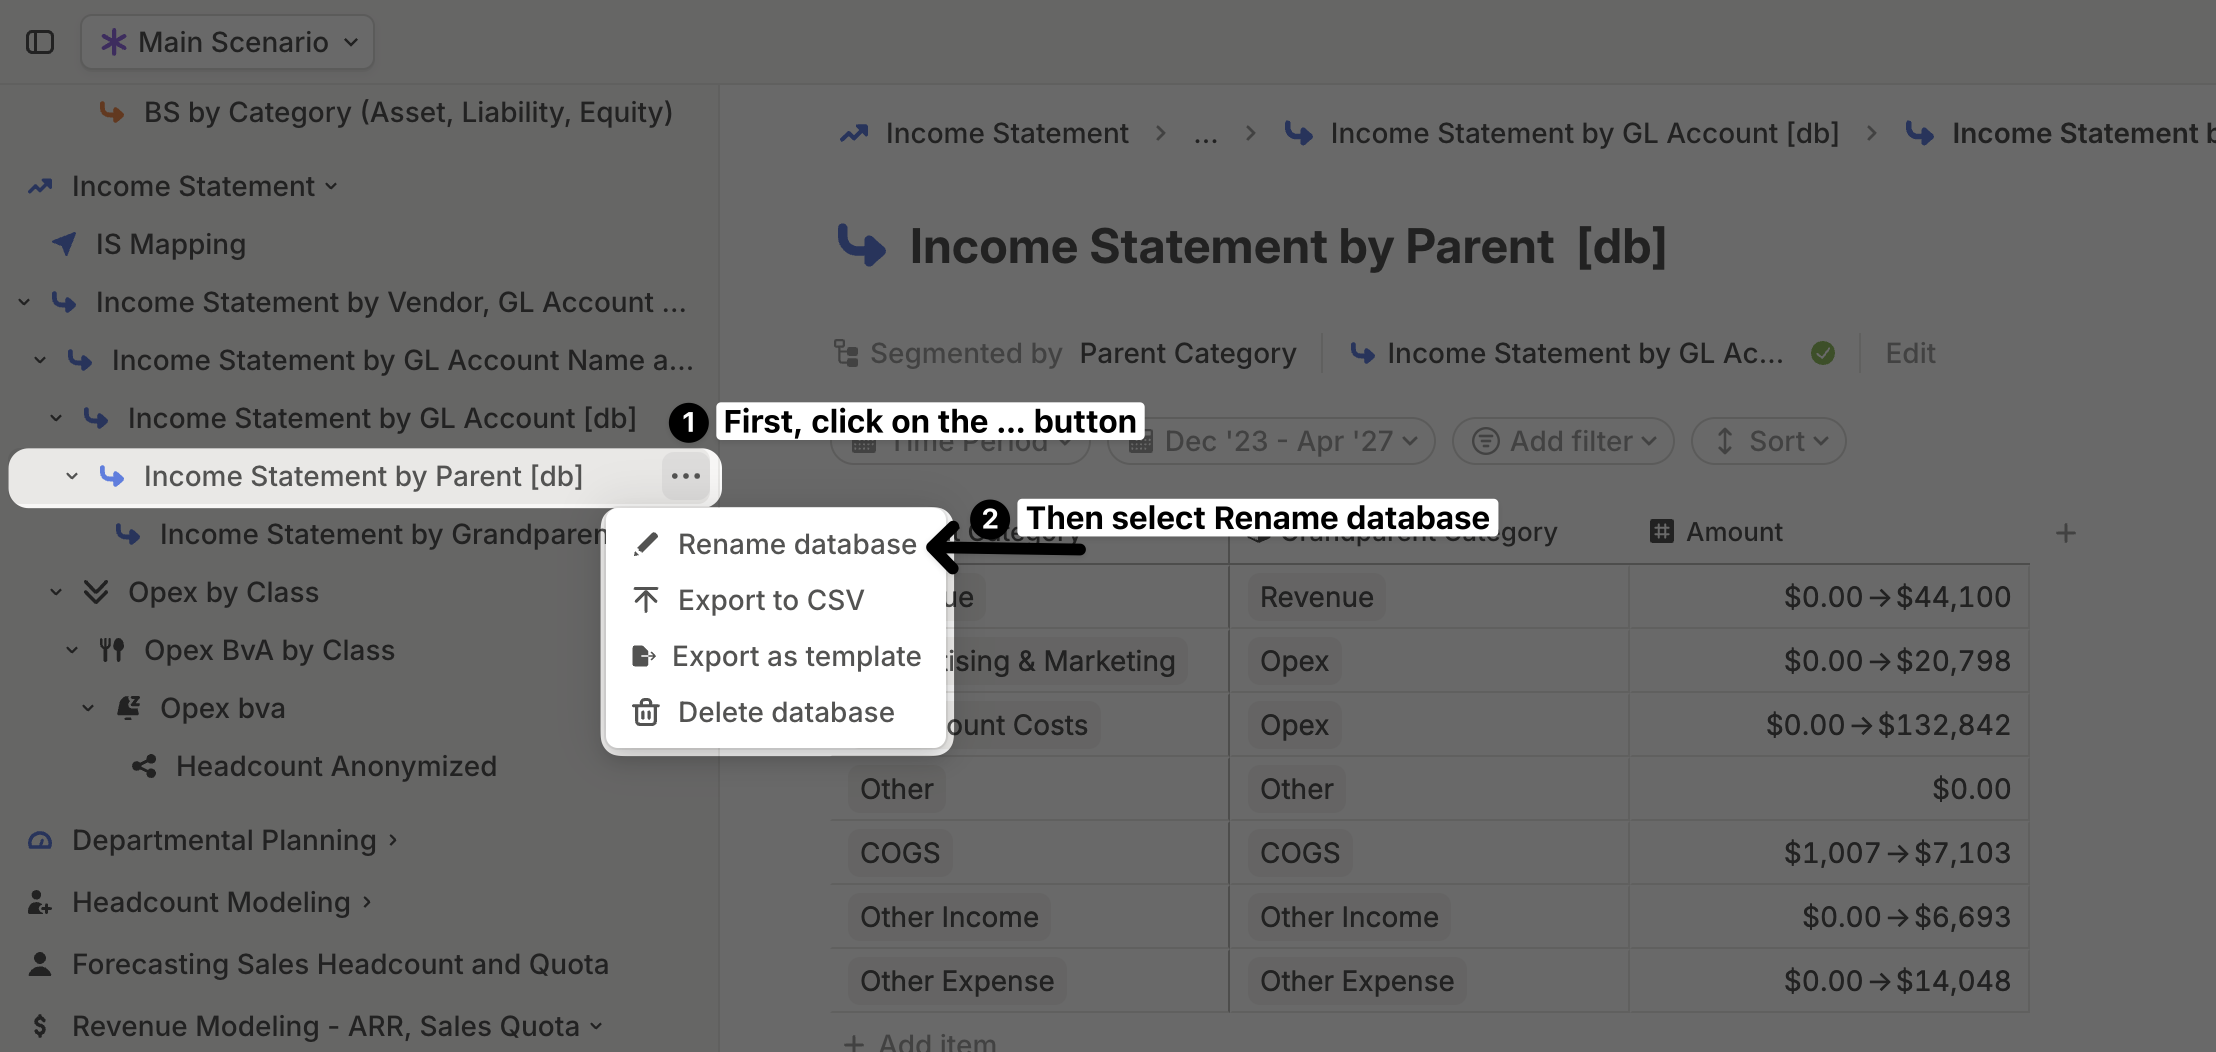 Main Scenario
BS by Category (Asset, Liability, Equity)
Income Statement
IS Mapping
Income Statement by Vendor, GL Account ...
Income Statement by GL Account Name a...
Income Statement by GL Account [db]
Income Statement by Parent [db]
Income Statement by Grandparen
Opex by Class
Opex BvA by Class
Opex bva
Headcount Anonymized
Departmental Planning
Headcount Modeling
Forecasting Sales Headcount and Quota
Revenue Modeling - ARR, Sales Quota
1 First, click on the ... button
Rename database
Export to CSV
Export as template
Delete database
2 Then select Rename database
Income Statement > ... > Income Statement by GL Account [db] > Income Statement b
Income Statement by Parent [db]
Segmented by Parent Category Income Statement by GL Ac... Edit
Time Period Dec '23 - Apr '27 Add filter Sort
Category Grandparent Category Amount
ue Revenue $0.00→$44,100
tising & Marketing Opex $0.00→$20,798
ount Costs Opex $0.00→$132,842
Other Other $0.00
COGS COGS $1,007→$7,103
Other Income Other Income $0.00→$6,693
Other Expense Other Expense $0.00→$14,048
+ Add item